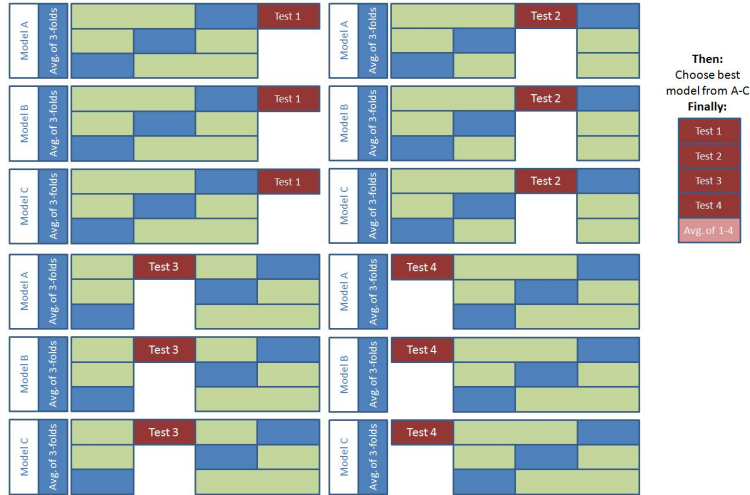 Model A
Avg. of 3-folds
Test 1
Model A
Avg. of 3-folds
Test 2
Model B
Avg. of 3-folds
Test 1
Model B
Avg. of 3-folds
Test 2
Model C
Avg. of 3-folds
Test 1
Model C
Avg. of 3-folds
Test 2
Model A
Avg. of 3-folds
Test 3
Model A
Avg. of 3-folds
Test 4
Model B
Avg. of 3-folds
Test 3
Model B
Avg. of 3-folds
Test 4
Model C
Avg. of 3-folds
Test 3
Model C
Avg. of 3-folds
Test 4
Then:
Choose best
model from A-C
Finally:
Test 1
Test 2
Test 3
Test 4
Avg. of 1-4